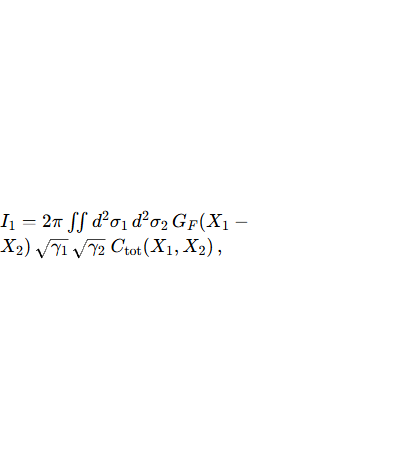 I₁ = 2π ∬ d²σ₁ d²σ₂ G_F(X₁ −
X₂) √γ₁ √γ₂ C_tot(X₁, X₂) ,